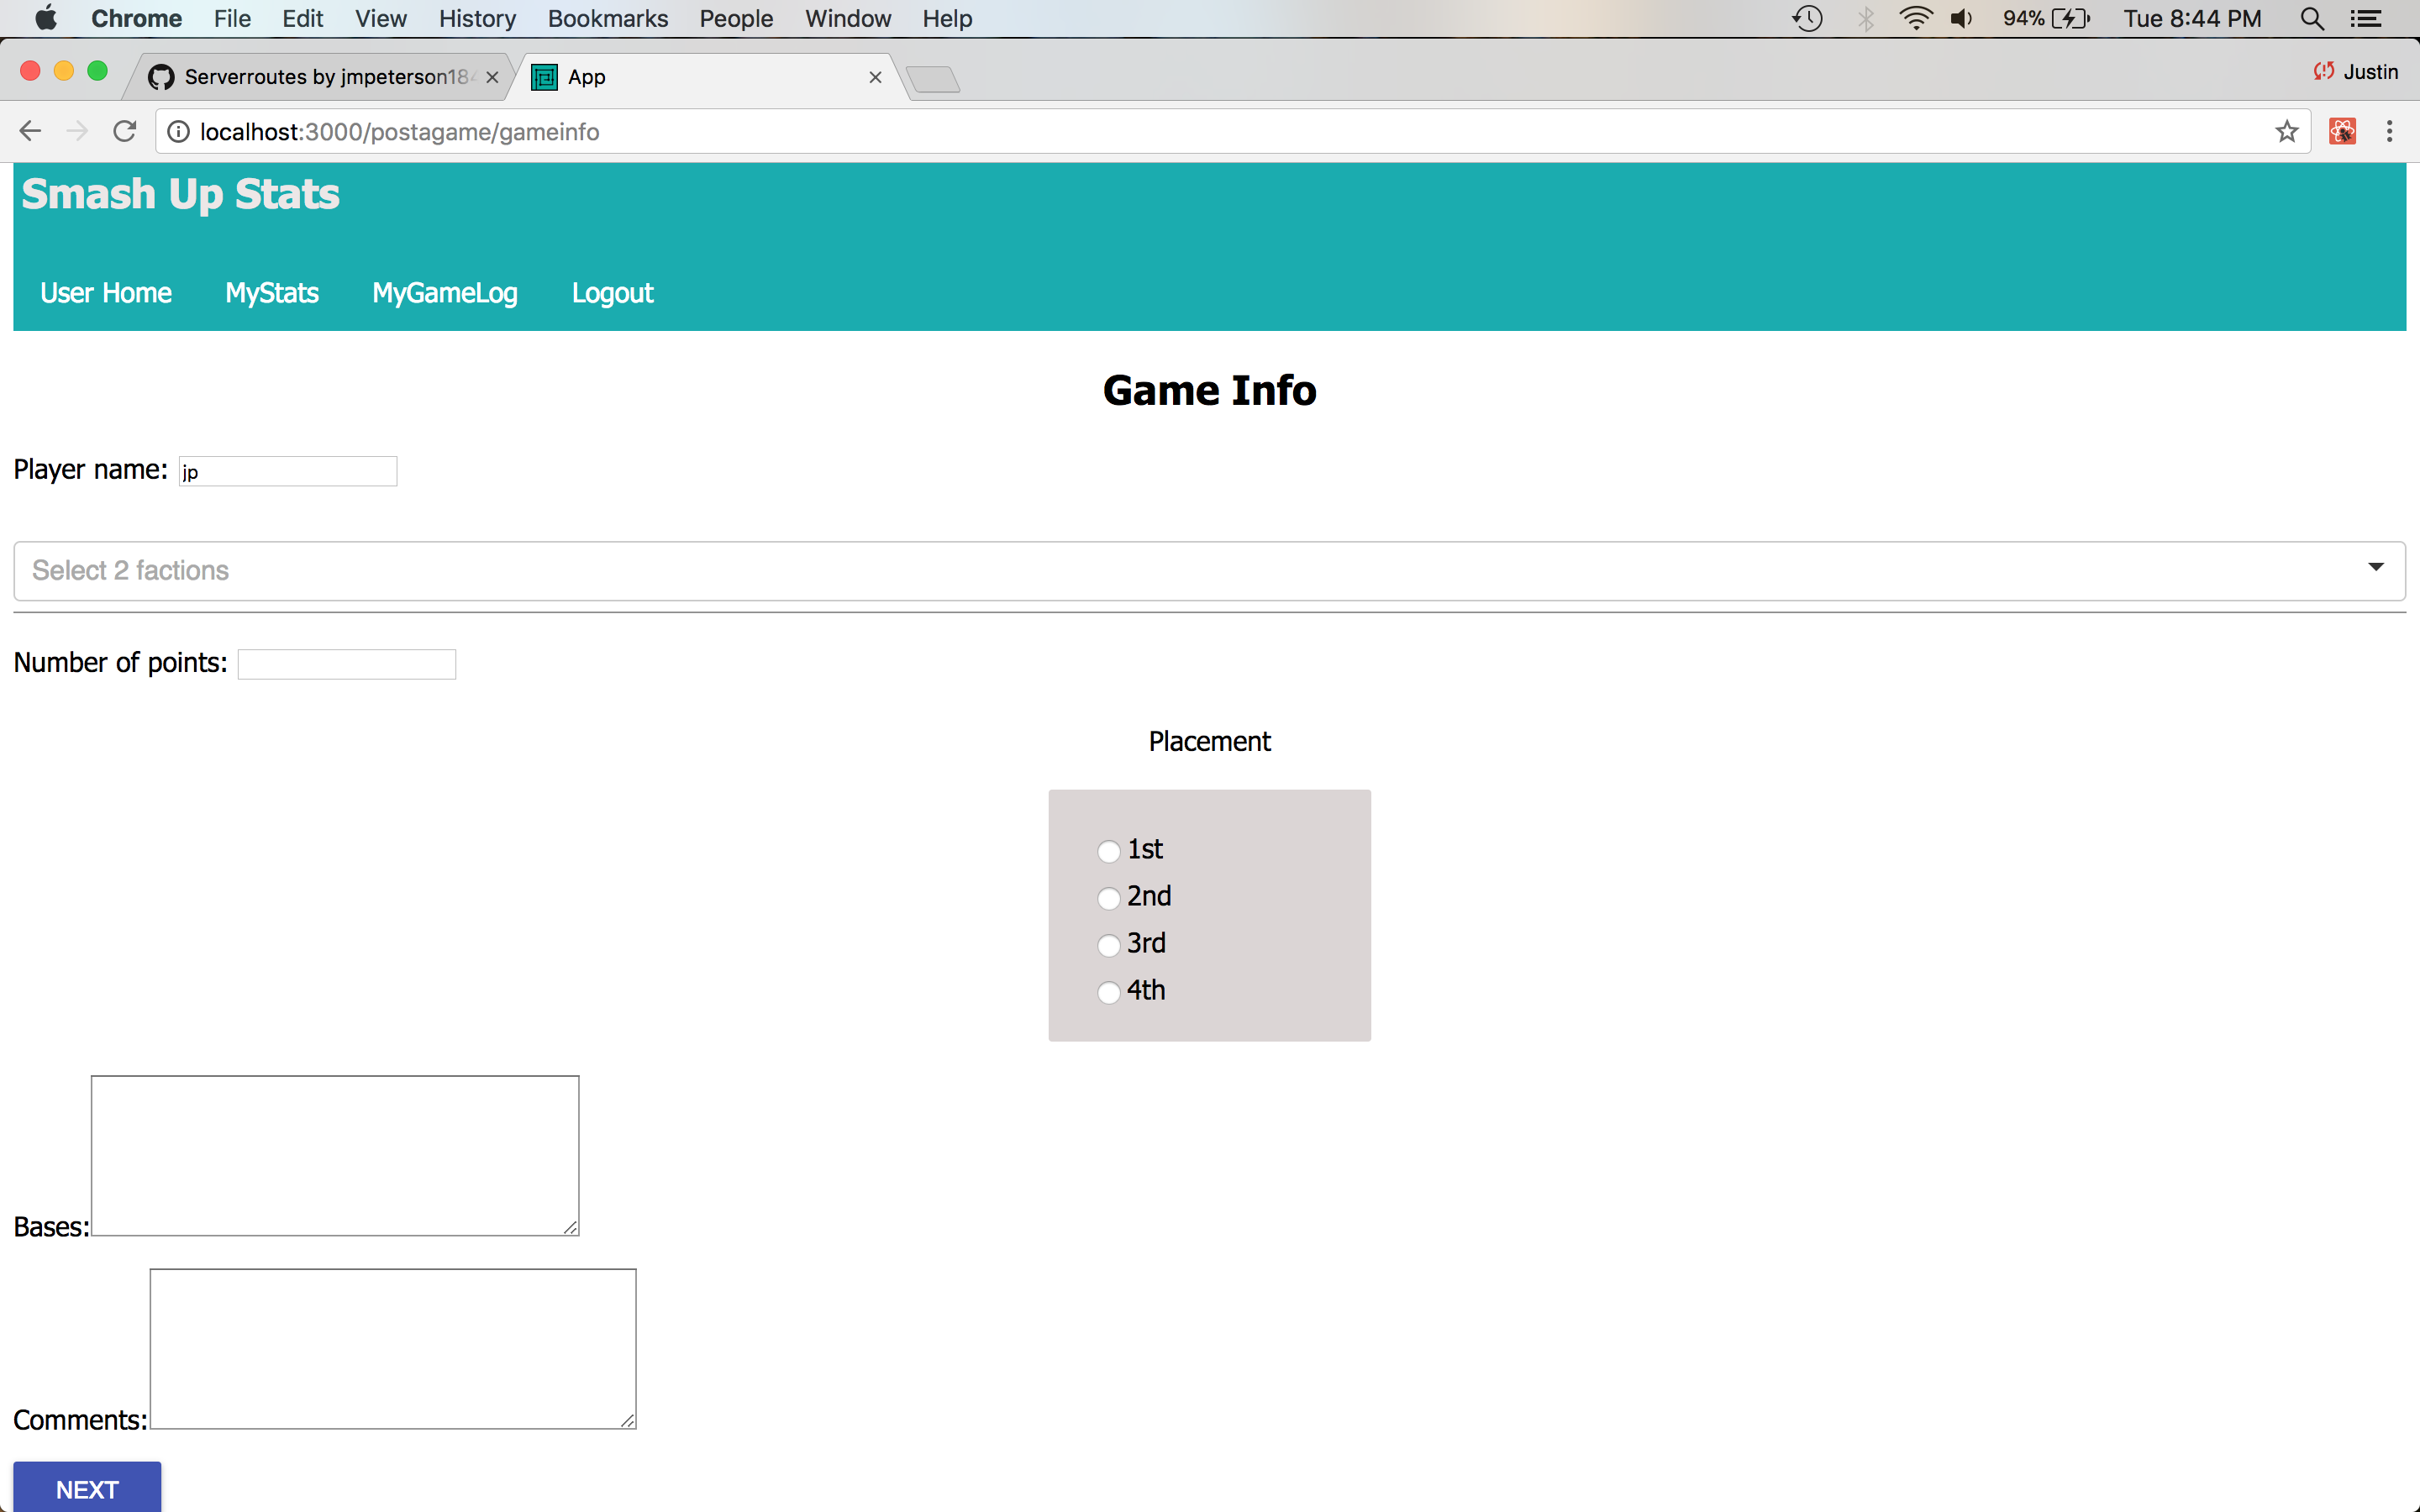 Chrome File Edit View History Bookmarks People Window Help 94% Tue 8:44 PM
Serverroutes by jmpeterson184 App Justin
localhost:3000/postagame/gameinfo
Smash Up Stats
User Home MyStats MyGameLog Logout
Game Info
Player name: jp
Select 2 factions
Number of points:
Placement
1st
2nd
3rd
4th
Bases:
Comments:
NEXT